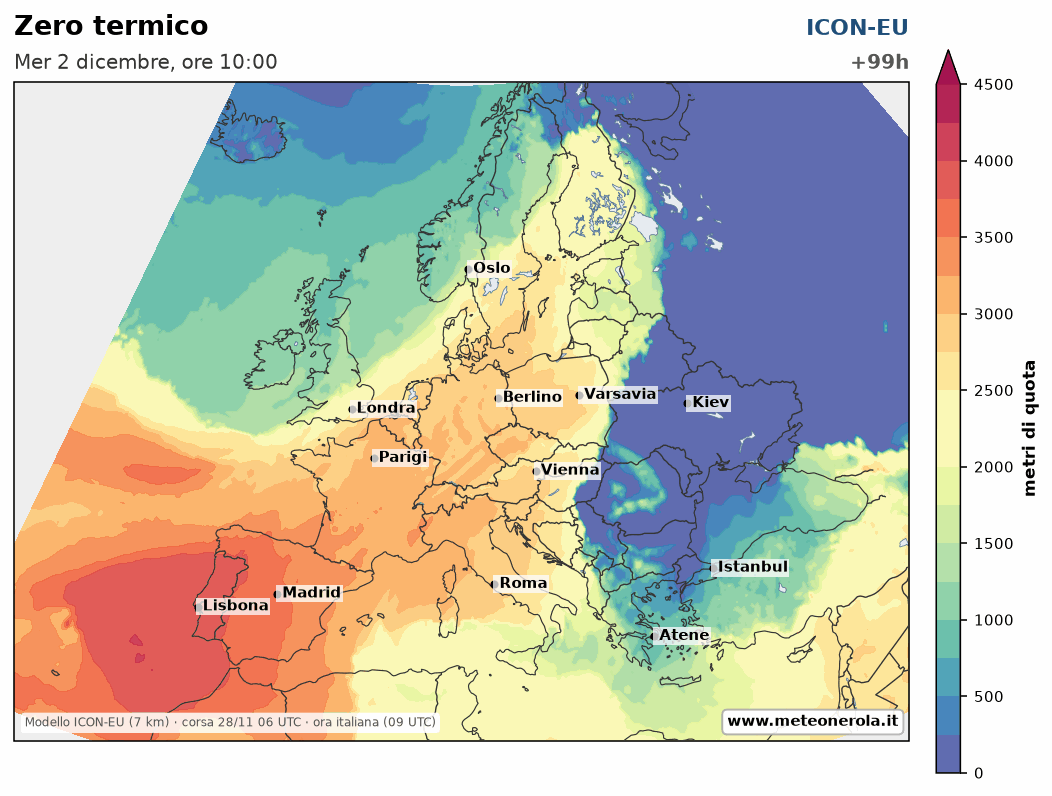 Zero termico
ICON-EU
Mer 2 dicembre, ore 10:00
+99h
4500
4000
3500
3000
2500
2000
1500
1000
500
0
metri di quota
Oslo
Londra
Berlino
Varsavia
Kiev
Parigi
Vienna
Istanbul
Roma
Madrid
Lisbona
Atene
Modello ICON-EU (7 km) · corsa 28/11 06 UTC · ora italiana (09 UTC)
www.meteonerola.it